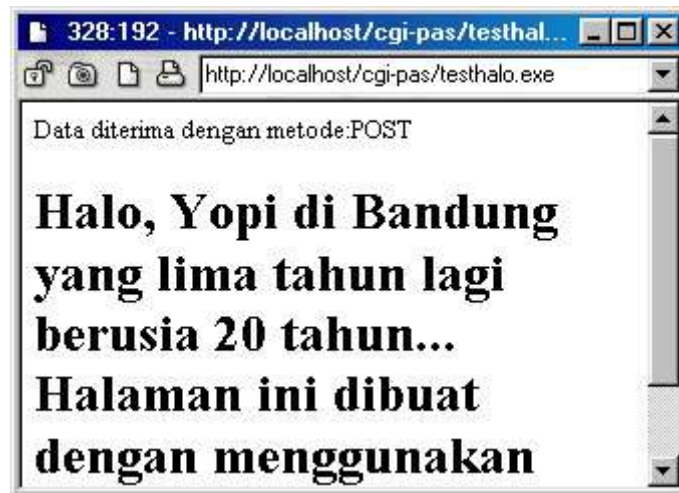 328:192 - http://localhost/cgi-pas/testhal...
http://localhost/cgi-pas/testhalo.exe
Data diterima dengan metode:POST
Halo, Yopi di Bandung
yang lima tahun lagi
berusia 20 tahun...
Halaman ini dibuat
dengan menggunakan